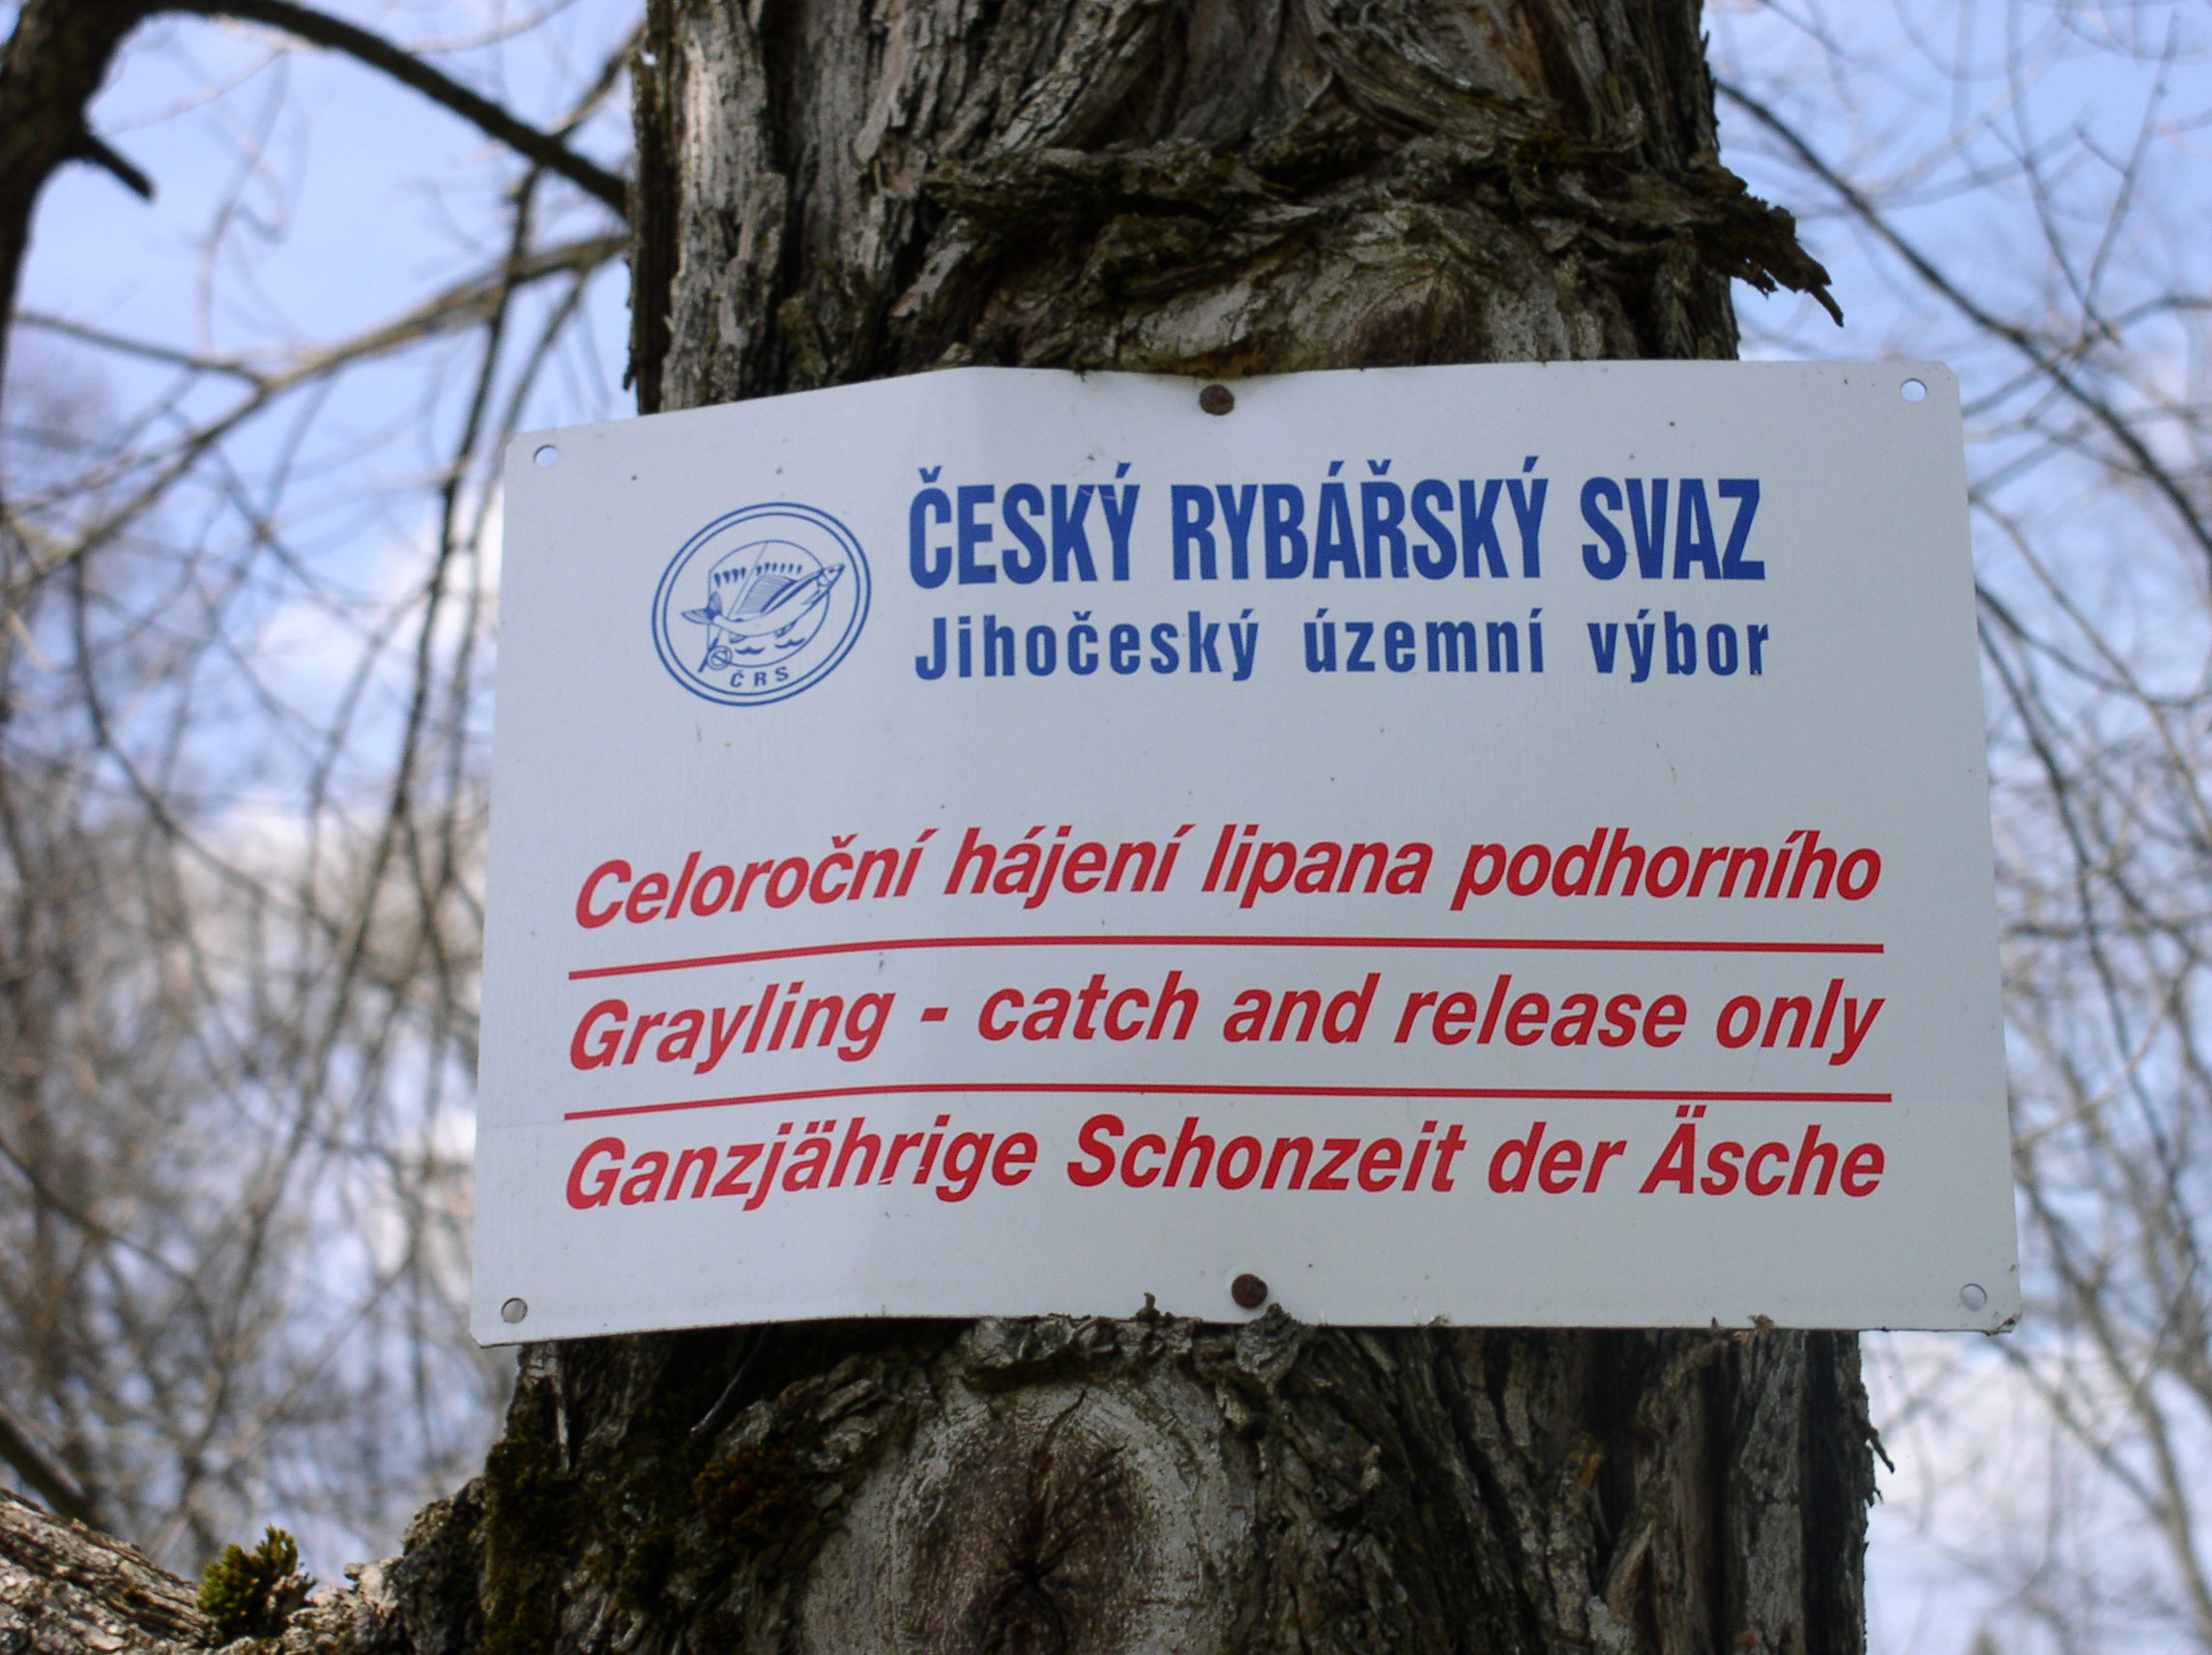 ČESKÝ RYBÁŘSKÝ SVAZ
Jihočeský územní výbor
ČRS
Celoroční hájení lipana podhorního
Grayling - catch and release only
Ganzjährige Schonzeit der Äsche